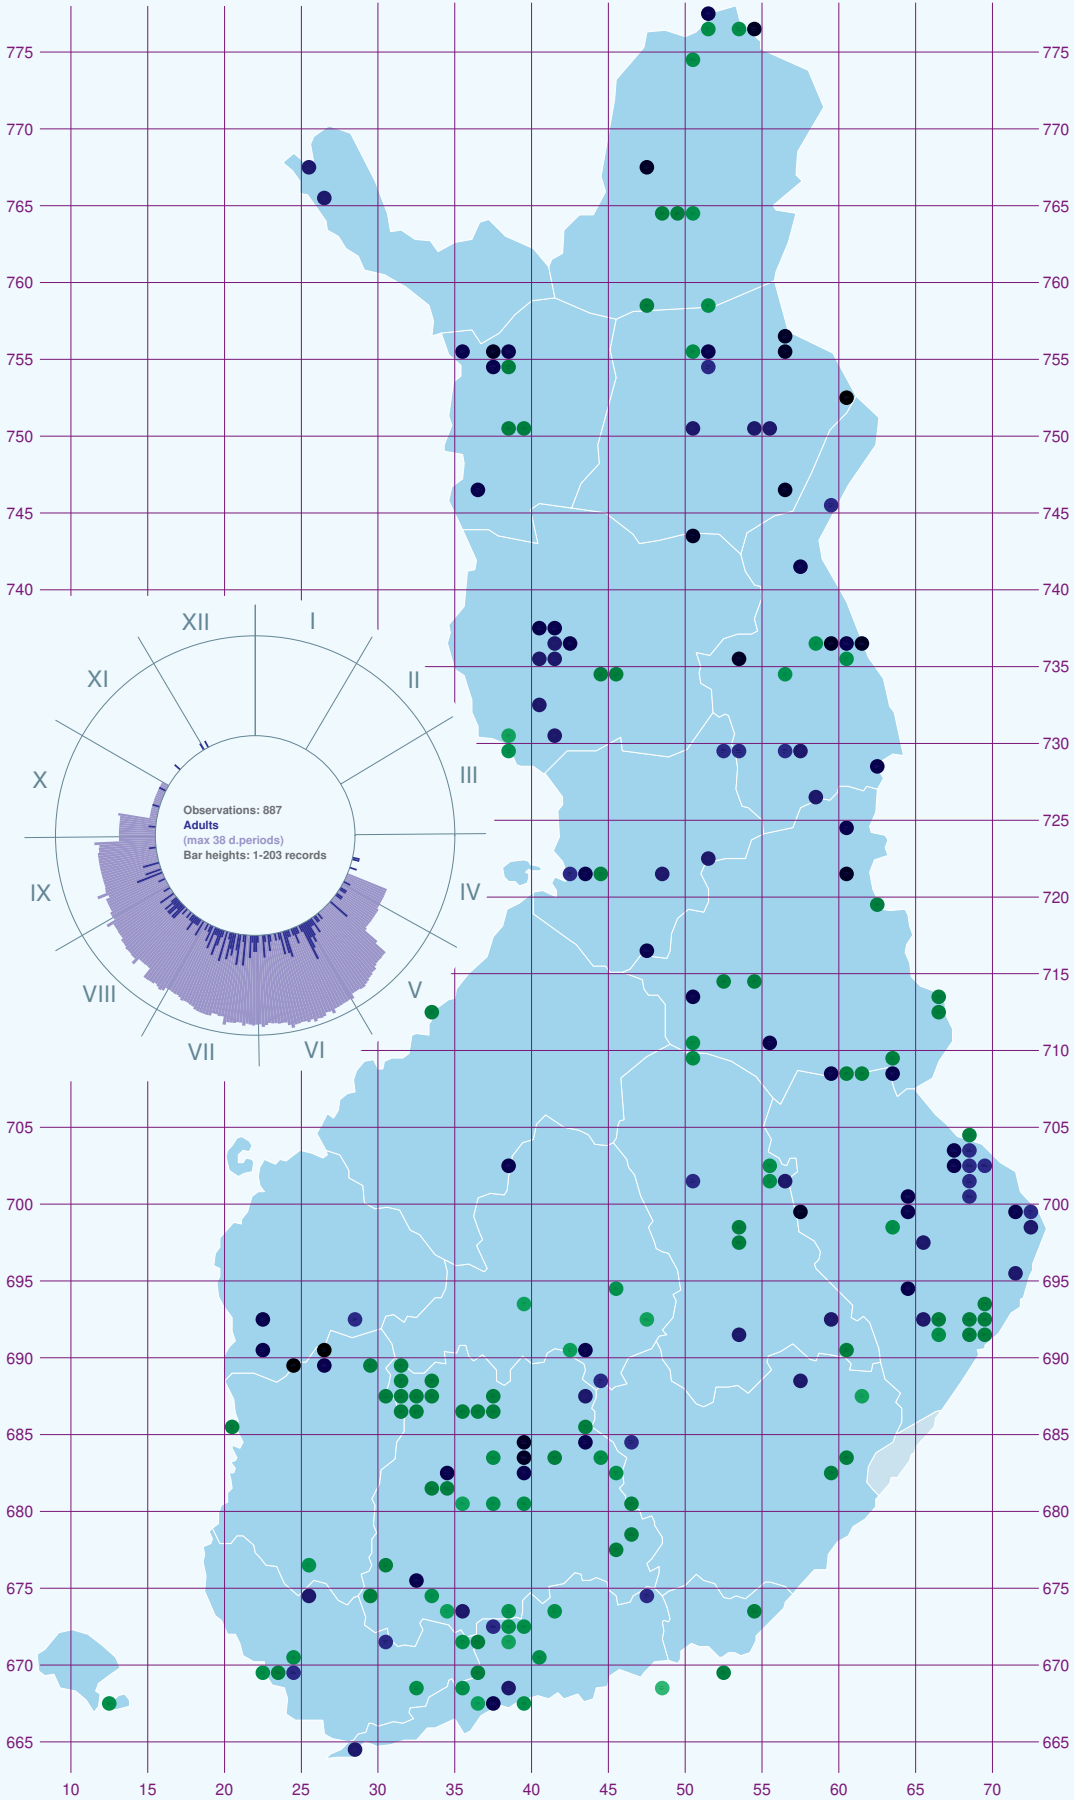 775 775
770 770
765 765
760 760
755 755
750 750
745 745
740 740
XII I
XI II
735 735
730 730
X III
Observations: 887
Adults
(max 38 d.periods)
Bar heights: 1-203 records
725 725
IX IV
720 720
VIII V
715 715
VII VI
710 710
705 705
700 700
695 695
690 690
685 685
680 680
675 675
670 670
665 665
10 15 20 25 30 35 40 45 50 55 60 65 70